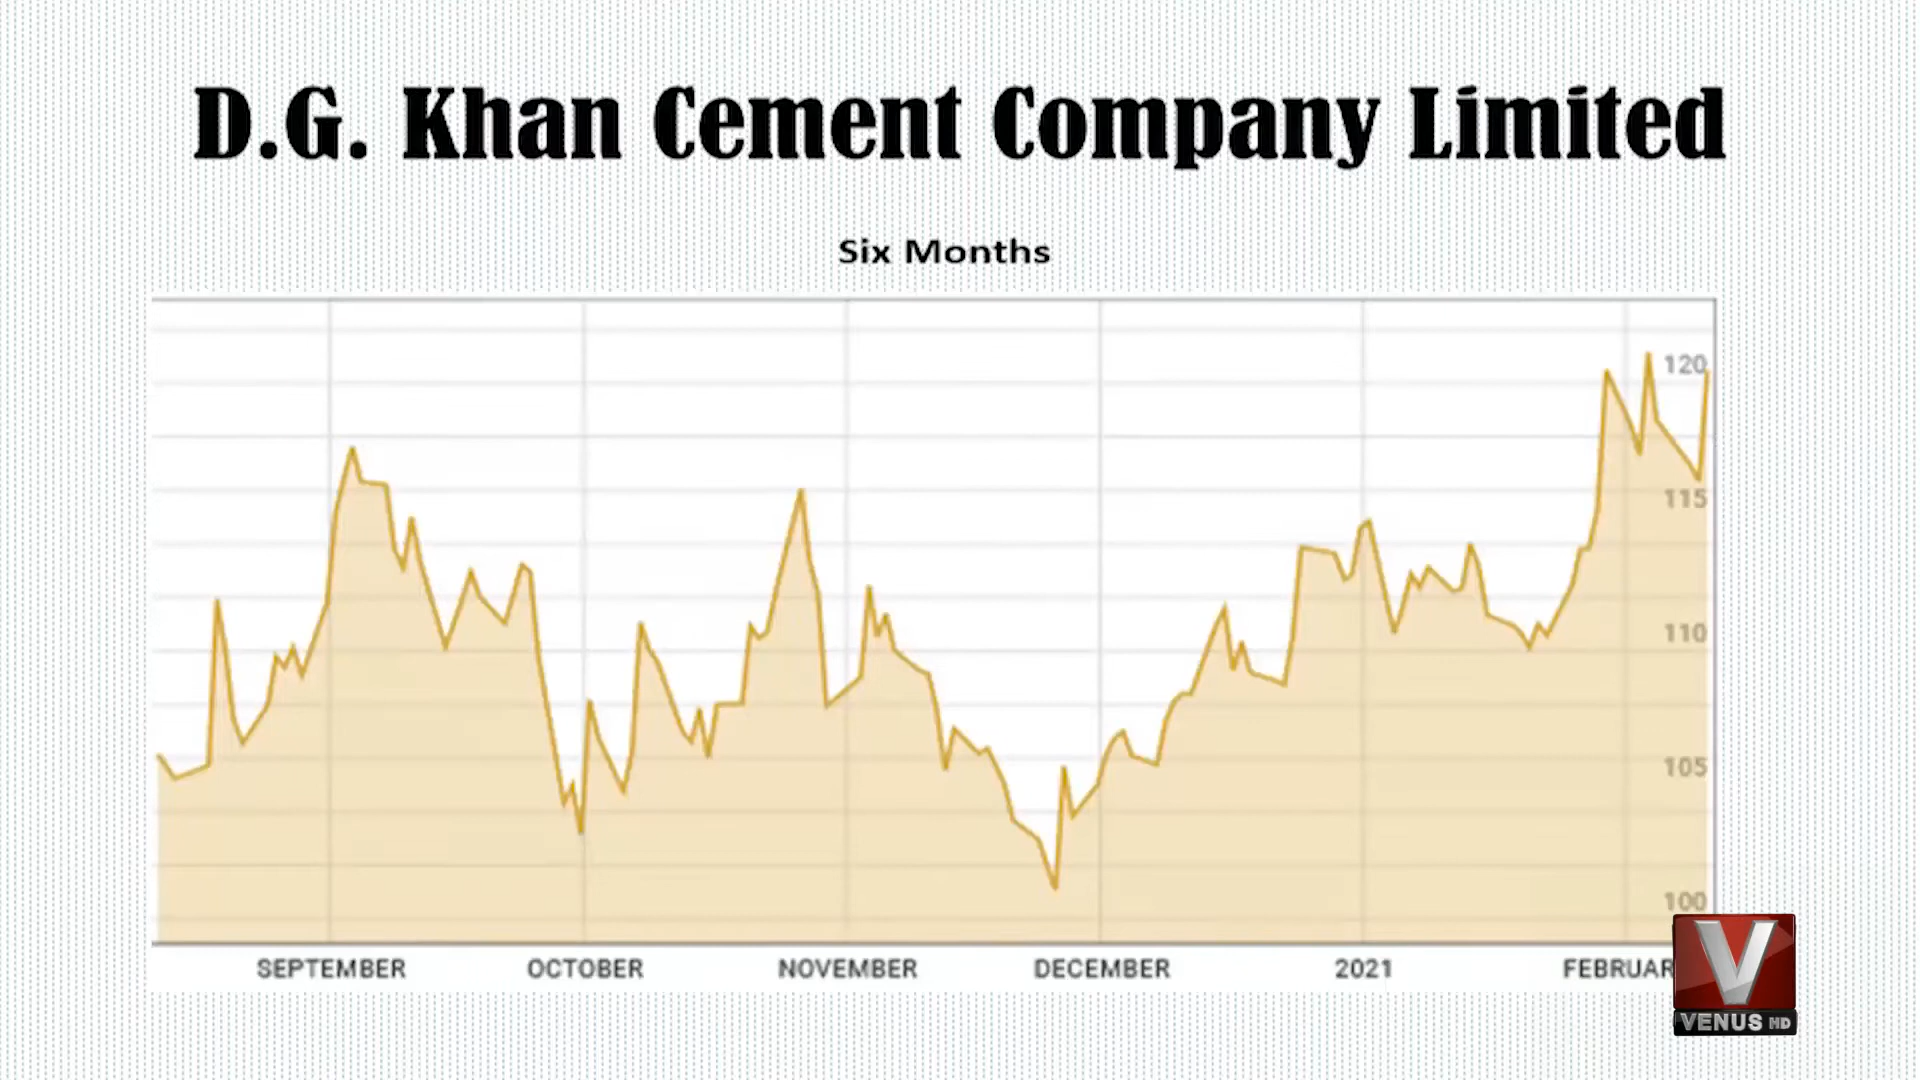 D.G. Khan Cement Company Limited
Six Months
120
115
110
105
100
SEPTEMBER OCTOBER NOVEMBER DECEMBER 2021 FEBRUAR
V
VENUS HD